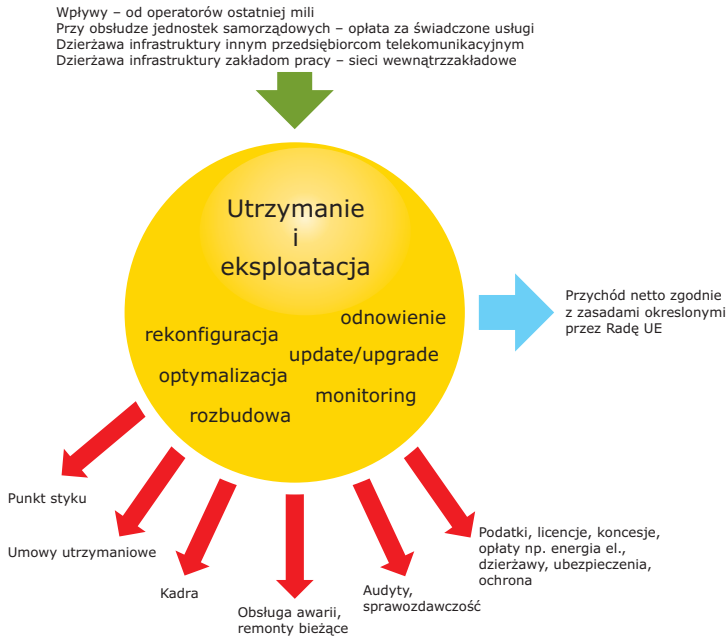 Wpływy – od operatorów ostatniej mili
Przy obsłudze jednostek samorządowych – opłata za świadczone usługi
Dzierżawa infrastruktury innym przedsiębiorcom telekomunikacyjnym
Dzierżawa infrastruktury zakładom pracy – sieci wewnątrzzakładowe
Utrzymanie
i
eksploatacja
odnowienie
rekonfiguracja
update/upgrade
optymalizacja
monitoring
rozbudowa
Przychód netto zgodnie
z zasadami okreslonymi
przez Radę UE
Punkt styku
Umowy utrzymaniowe
Kadra
Obsługa awarii,
remonty bieżące
Audyty,
sprawozdawczość
Podatki, licencje, koncesje,
opłaty np. energia el.,
dzierżawy, ubezpieczenia,
ochrona